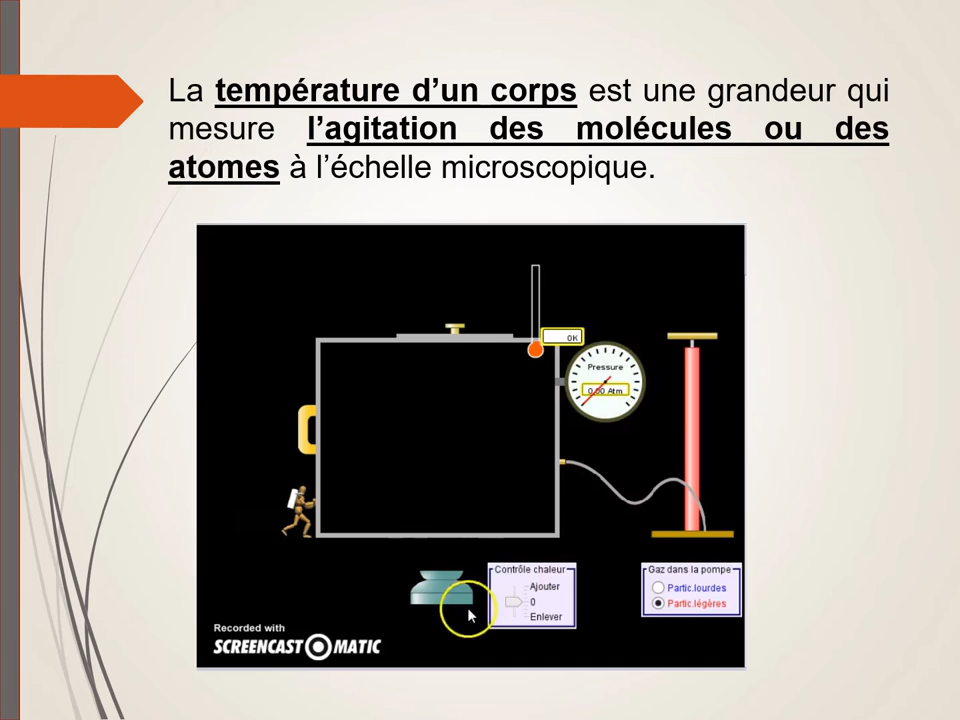 La température d’un corps est une grandeur qui
mesure l’agitation des molécules ou des
atomes à l’échelle microscopique.
0K
Pressure
0.00 Atm
Contrôle chaleur
Ajouter
0
Enlever
Gaz dans la pompe
Partic.lourdes
Partic.légères
Recorded with
SCREENCAST MATIC